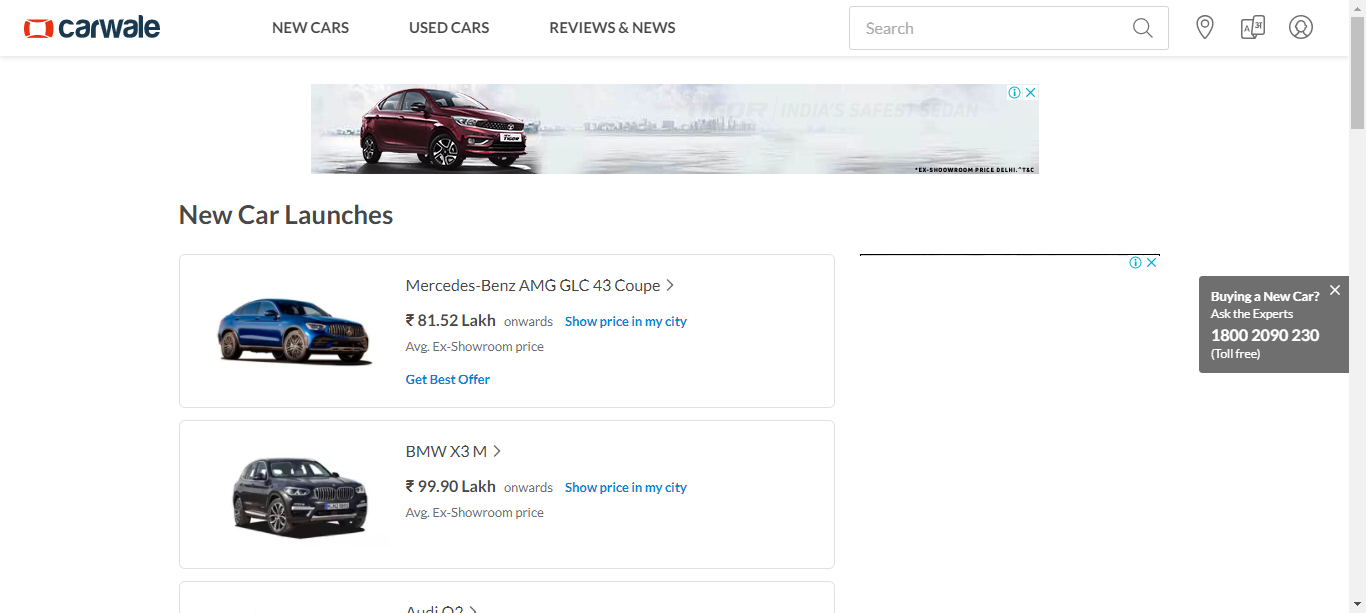 carwale
NEW CARS
USED CARS
REVIEWS & NEWS
Search
TIGOR | INDIA'S SAFEST SEDAN
TIGOR
*EX-SHOOWROOM PRICE DELHI.^T&C
New Car Launches
Mercedes-Benz AMG GLC 43 Coupe
₹ 81.52 Lakh onwards Show price in my city
Avg. Ex-Showroom price
Get Best Offer
Buying a New Car?
Ask the Experts
1800 2090 230
(Toll free)
BMW X3 M
₹ 99.90 Lakh onwards Show price in my city
Avg. Ex-Showroom price
Audi Q2